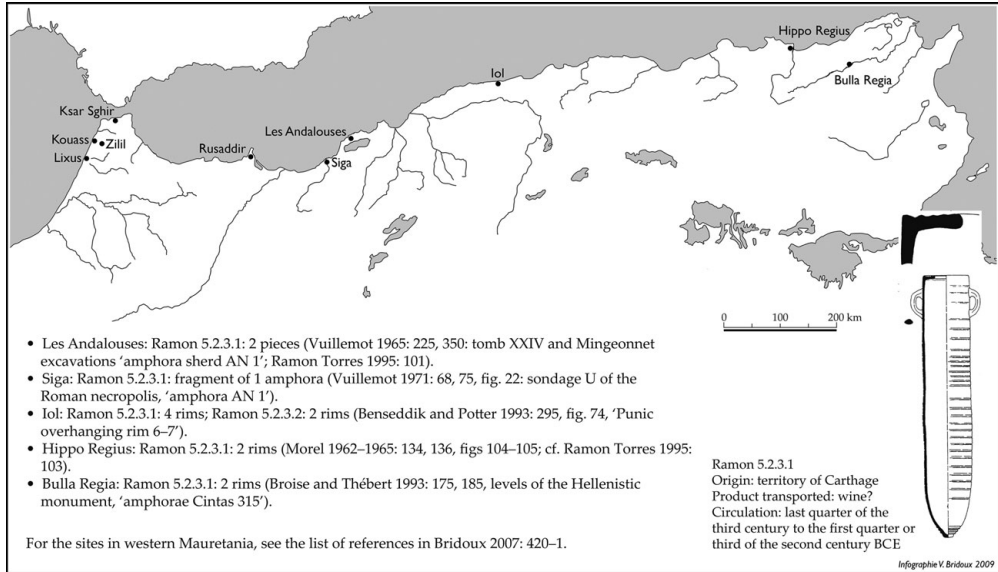 Hippo Regius
Iol
Bulla Regia
Ksar Sghir
Les Andalouses
Kouass
Zilil
Rusaddir
Lixus
Siga
0 100 200 km
• Les Andalouses: Ramon 5.2.3.1: 2 pieces (Vuillemot 1965: 225, 350: tomb XXIV and Mingeonnet
excavations ‘amphora sherd AN 1’; Ramon Torres 1995: 101).
• Siga: Ramon 5.2.3.1: fragment of 1 amphora (Vuillemot 1971: 68, 75, fig. 22: sondage U of the
Roman necropolis, ‘amphora AN 1’).
• Iol: Ramon 5.2.3.1: 4 rims; Ramon 5.2.3.2: 2 rims (Benseddik and Potter 1993: 295, fig. 74, ‘Punic
overhanging rim 6–7’).
• Hippo Regius: Ramon 5.2.3.1: 2 rims (Morel 1962–1965: 134, 136, figs 104–105; cf. Ramon Torres 1995:
103).
• Bulla Regia: Ramon 5.2.3.1: 2 rims (Broise and Thébert 1993: 175, 185, levels of the Hellenistic
monument, ‘amphorae Cintas 315’).
For the sites in western Mauretania, see the list of references in Bridoux 2007: 420–1.
Ramon 5.2.3.1
Origin: territory of Carthage
Product transported: wine?
Circulation: last quarter of the
third century to the first quarter or
third of the second century BCE
Infographie V. Bridoux 2009